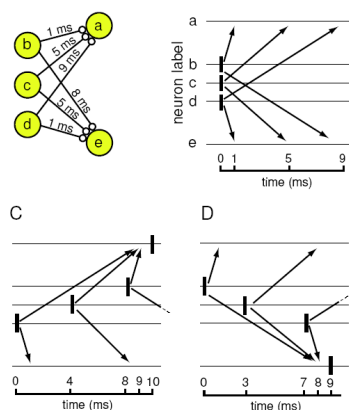 a
b
c
d
e
1 ms
5 ms
9 ms
8 ms
5 ms
1 ms
neuron label
a
b
c
d
e
0 1 5 9
time (ms)
C
0 4 8 9 10
time (ms)
D
0 3 7 8 9
time (ms)